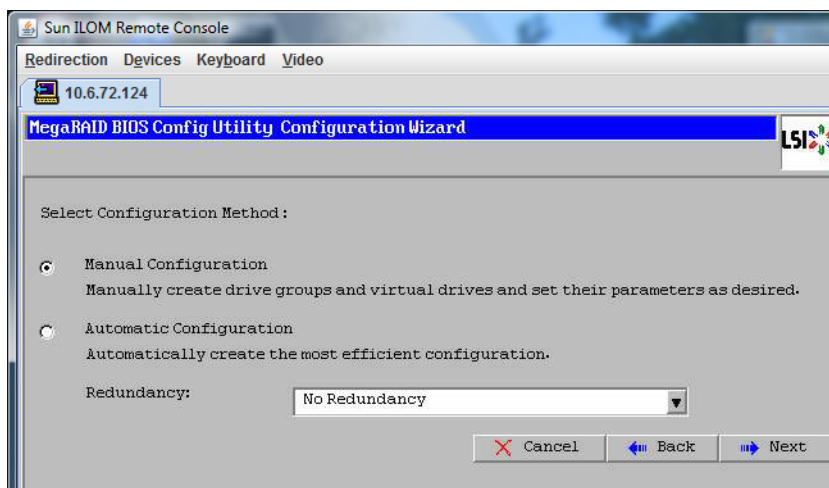 Sun ILOM Remote Console
Redirection Devices Keyboard Video
10.6.72.124
MegaRAID BIOS Config Utility Configuration Wizard
LSI
Select Configuration Method:
Manual Configuration
Manually create drive groups and virtual drives and set their parameters as desired.
Automatic Configuration
Automatically create the most efficient configuration.
Redundancy: No Redundancy
Cancel Back Next